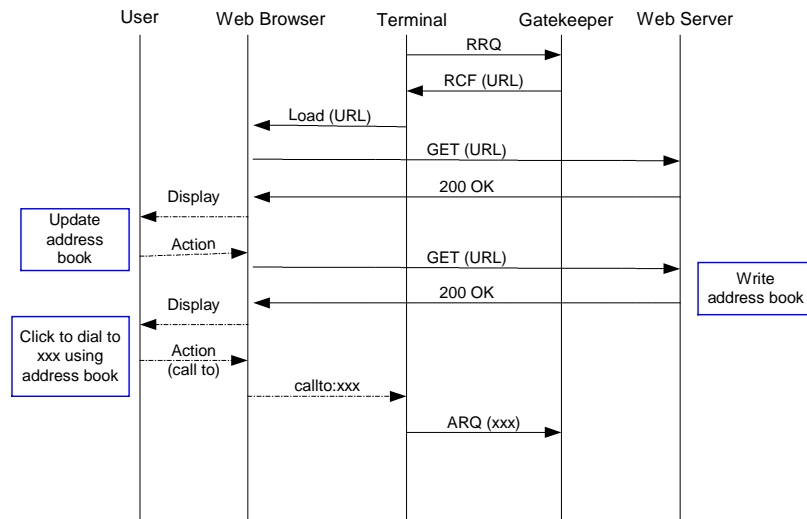 User
Web Browser
Terminal
Gatekeeper
Web Server
RRQ
RCF (URL)
Load (URL)
GET (URL)
200 OK
Display
Update
address
book
Action
GET (URL)
Write
address book
200 OK
Display
Click to dial to
xxx using
address book
Action
(call to)
callto:xxx
ARQ (xxx)